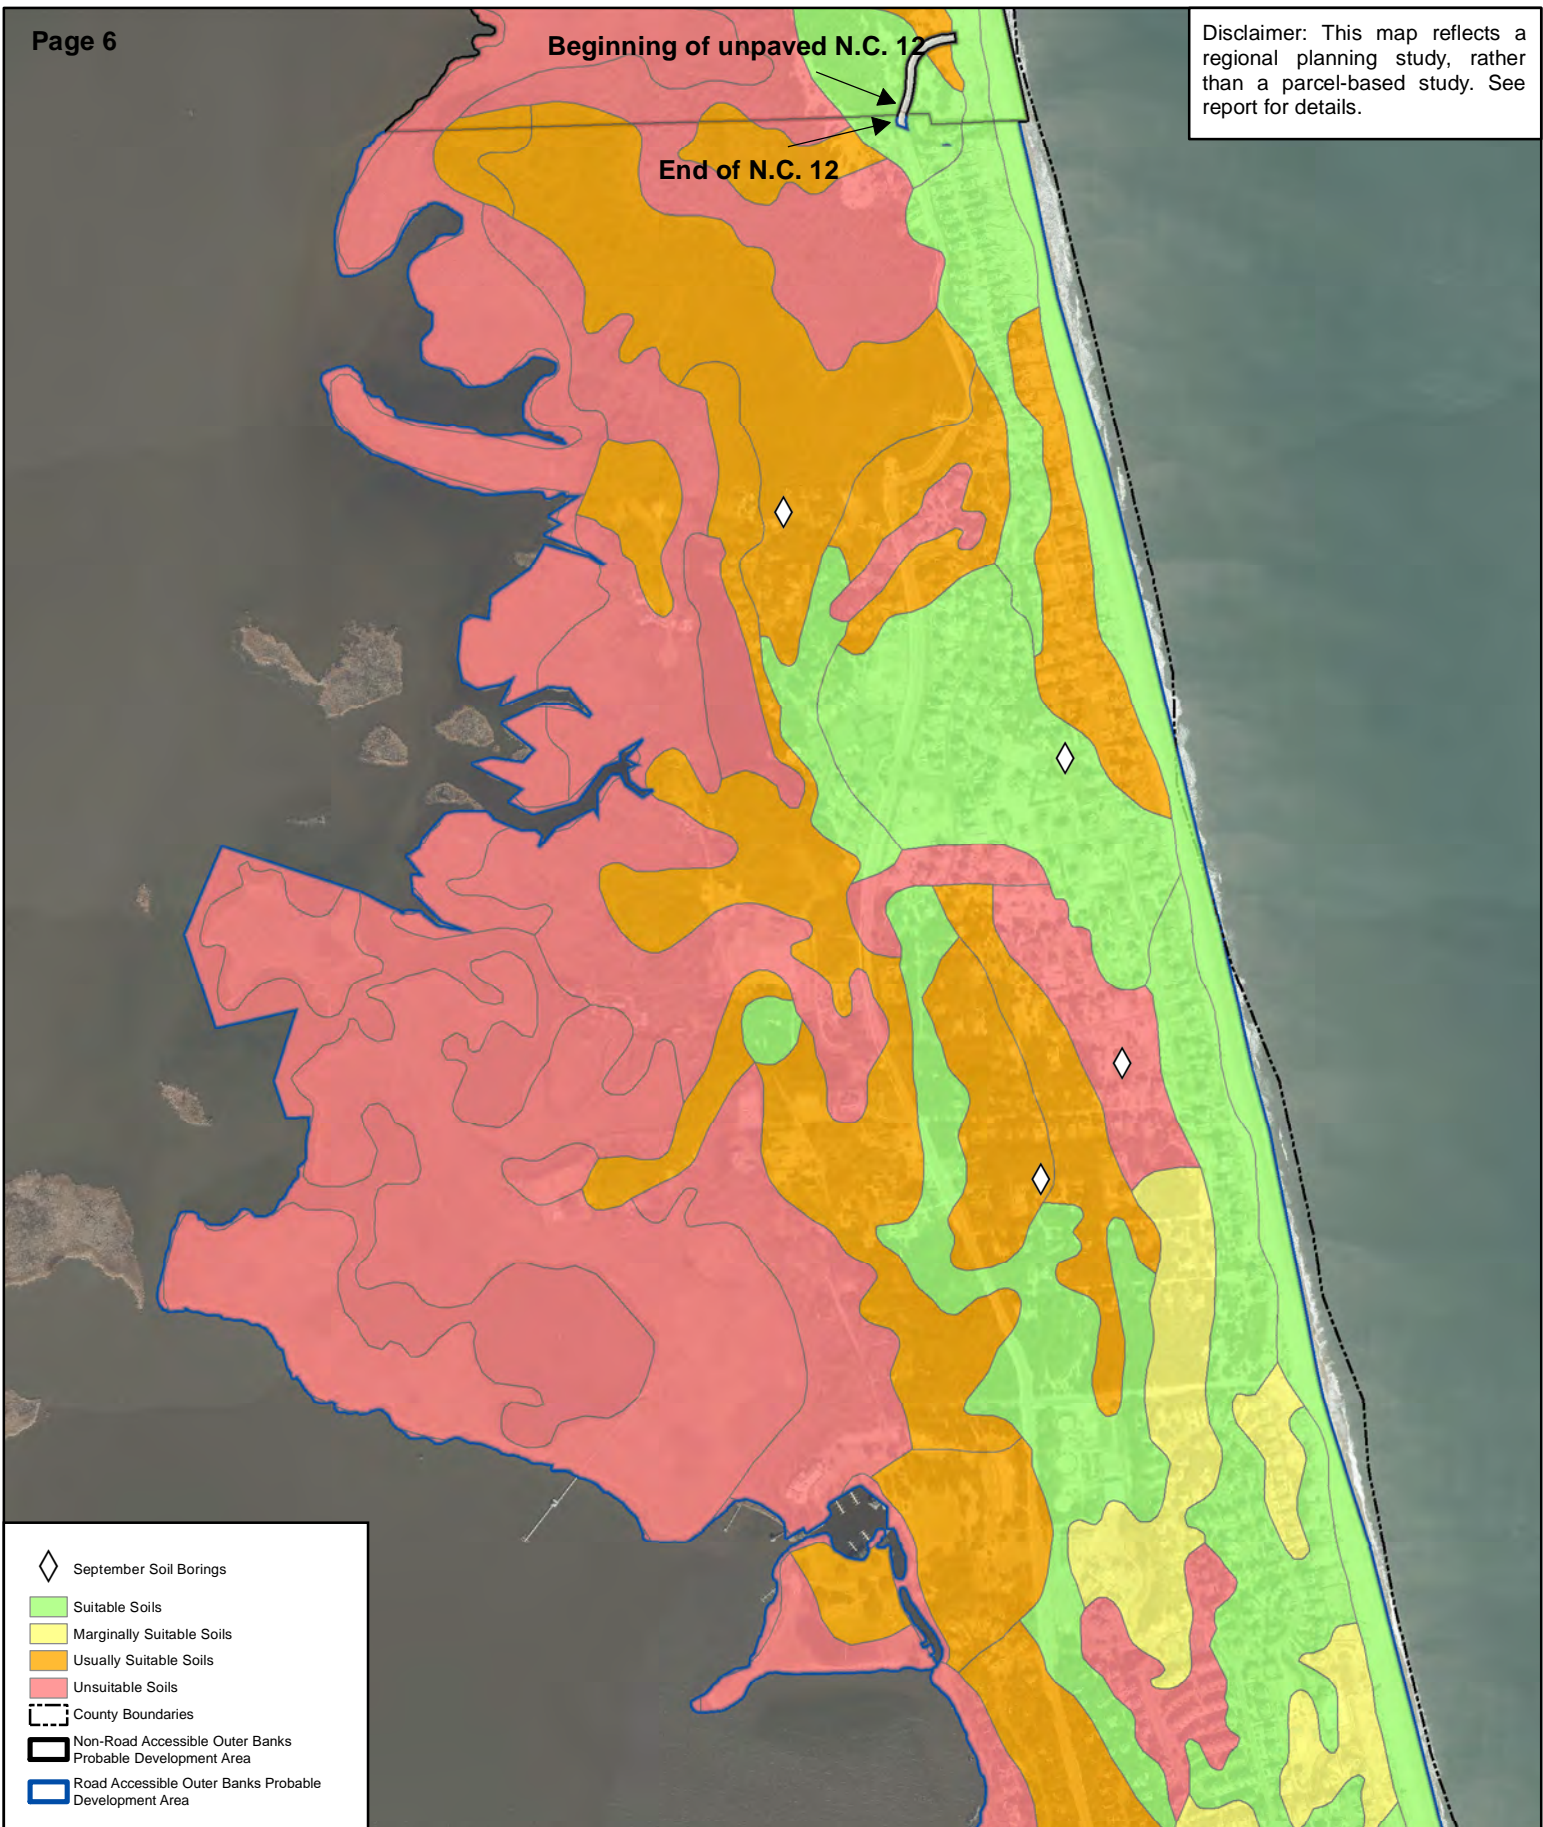 Page 6
Beginning of unpaved N.C. 12
End of N.C. 12
Disclaimer: This map reflects a
regional planning study, rather
than a parcel-based study. See
report for details.
September Soil Borings
Suitable Soils
Marginally Suitable Soils
Usually Suitable Soils
Unsuitable Soils
County Boundaries
Non-Road Accessible Outer Banks
Probable Development Area
Road Accessible Outer Banks Probable
Development Area